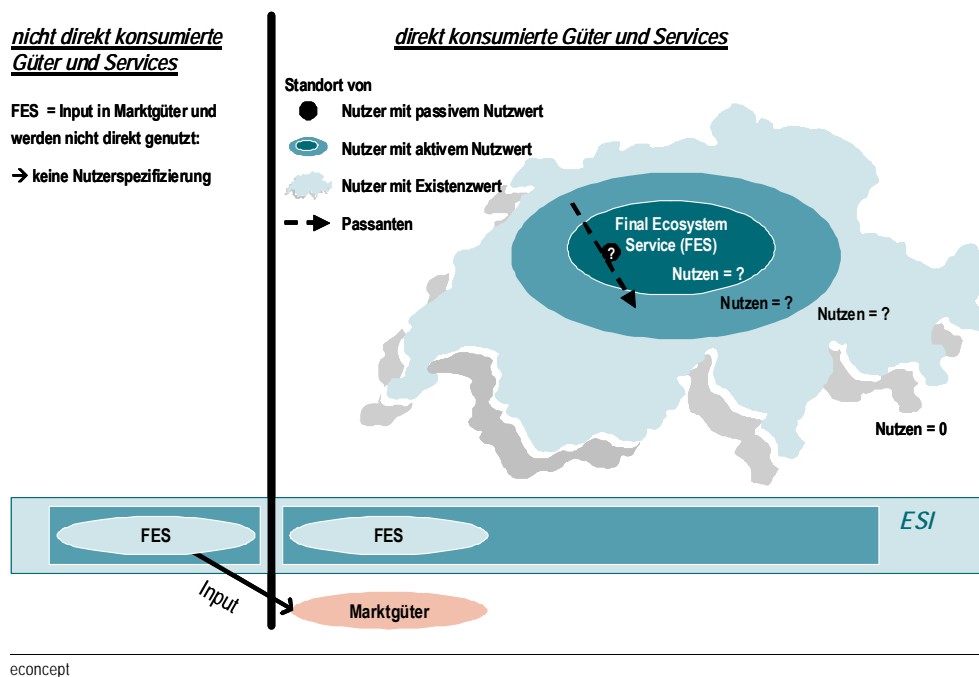 nicht direkt konsumierte
Güter und Services
FES = Input in Marktgüter und
werden nicht direkt genutzt:
→ keine Nutzerspezifizierung
direkt konsumierte Güter und Services
Standort von
Nutzer mit passivem Nutzwert
Nutzer mit aktivem Nutzwert
Nutzer mit Existenzwert
Passanten
Final Ecosystem
Service (FES)
?
Nutzen = ?
Nutzen = ?
Nutzen = ?
Nutzen = 0
FES
FES
ESI
Input
Marktgüter
econcept